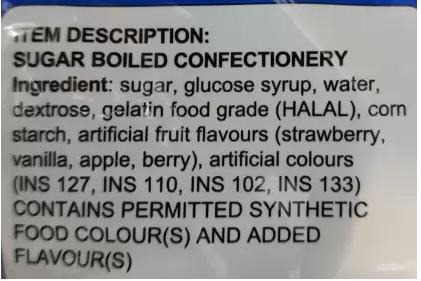 ITEM DESCRIPTION:
SUGAR BOILED CONFECTIONERY
Ingredient: sugar, glucose syrup, water,
dextrose, gelatin food grade (HALAL), corn
starch, artificial fruit flavours (strawberry,
vanilla, apple, berry), artificial colours
(INS 127, INS 110, INS 102, INS 133)
CONTAINS PERMITTED SYNTHETIC
FOOD COLOUR(S) AND ADDED
FLAVOUR(S)